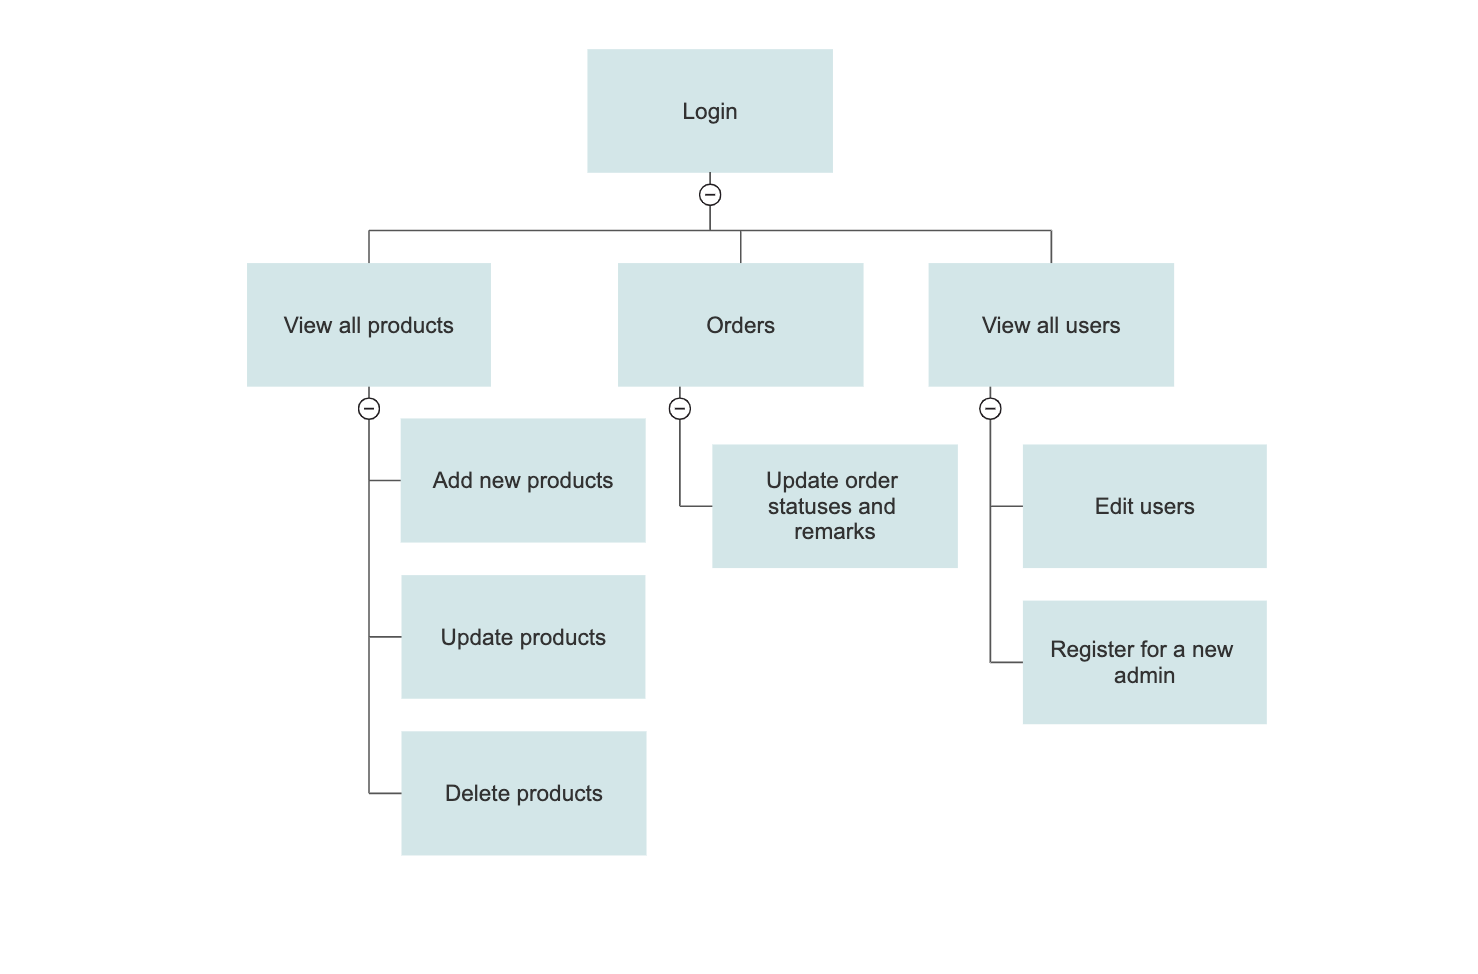 Login
View all products
Orders
View all users
Add new products
Update order
statuses and
remarks
Edit users
Update products
Register for a new
admin
Delete products